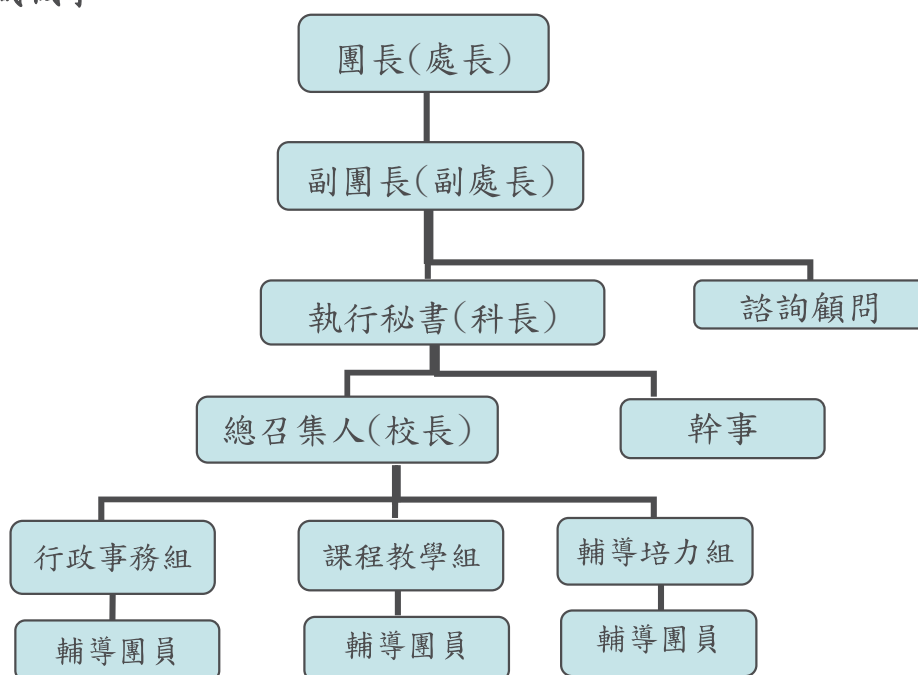 團長(處長)
副團長(副處長)
執行秘書(科長)
諮詢顧問
總召集人(校長)
幹事
行政事務組
課程教學組
輔導培力組
輔導團員
輔導團員
輔導團員